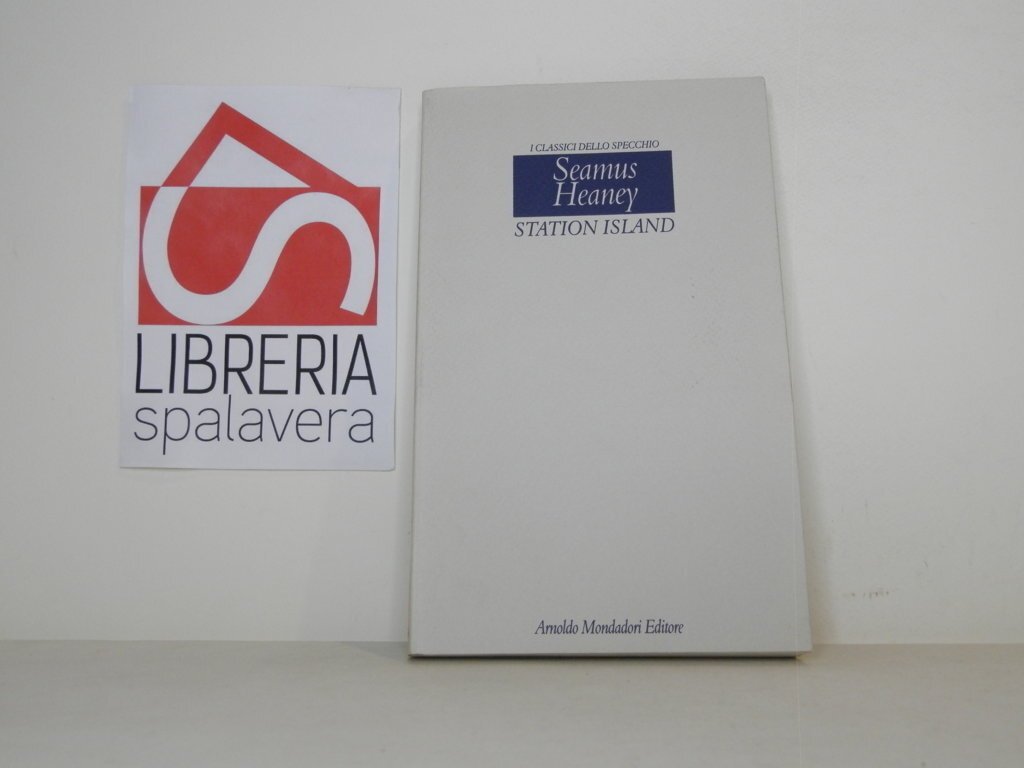 LIBRERIA
spalavera
I CLASSICI DELLO SPECCHIO
Seamus
Heaney
STATION ISLAND
Arnoldo Mondadori Editore